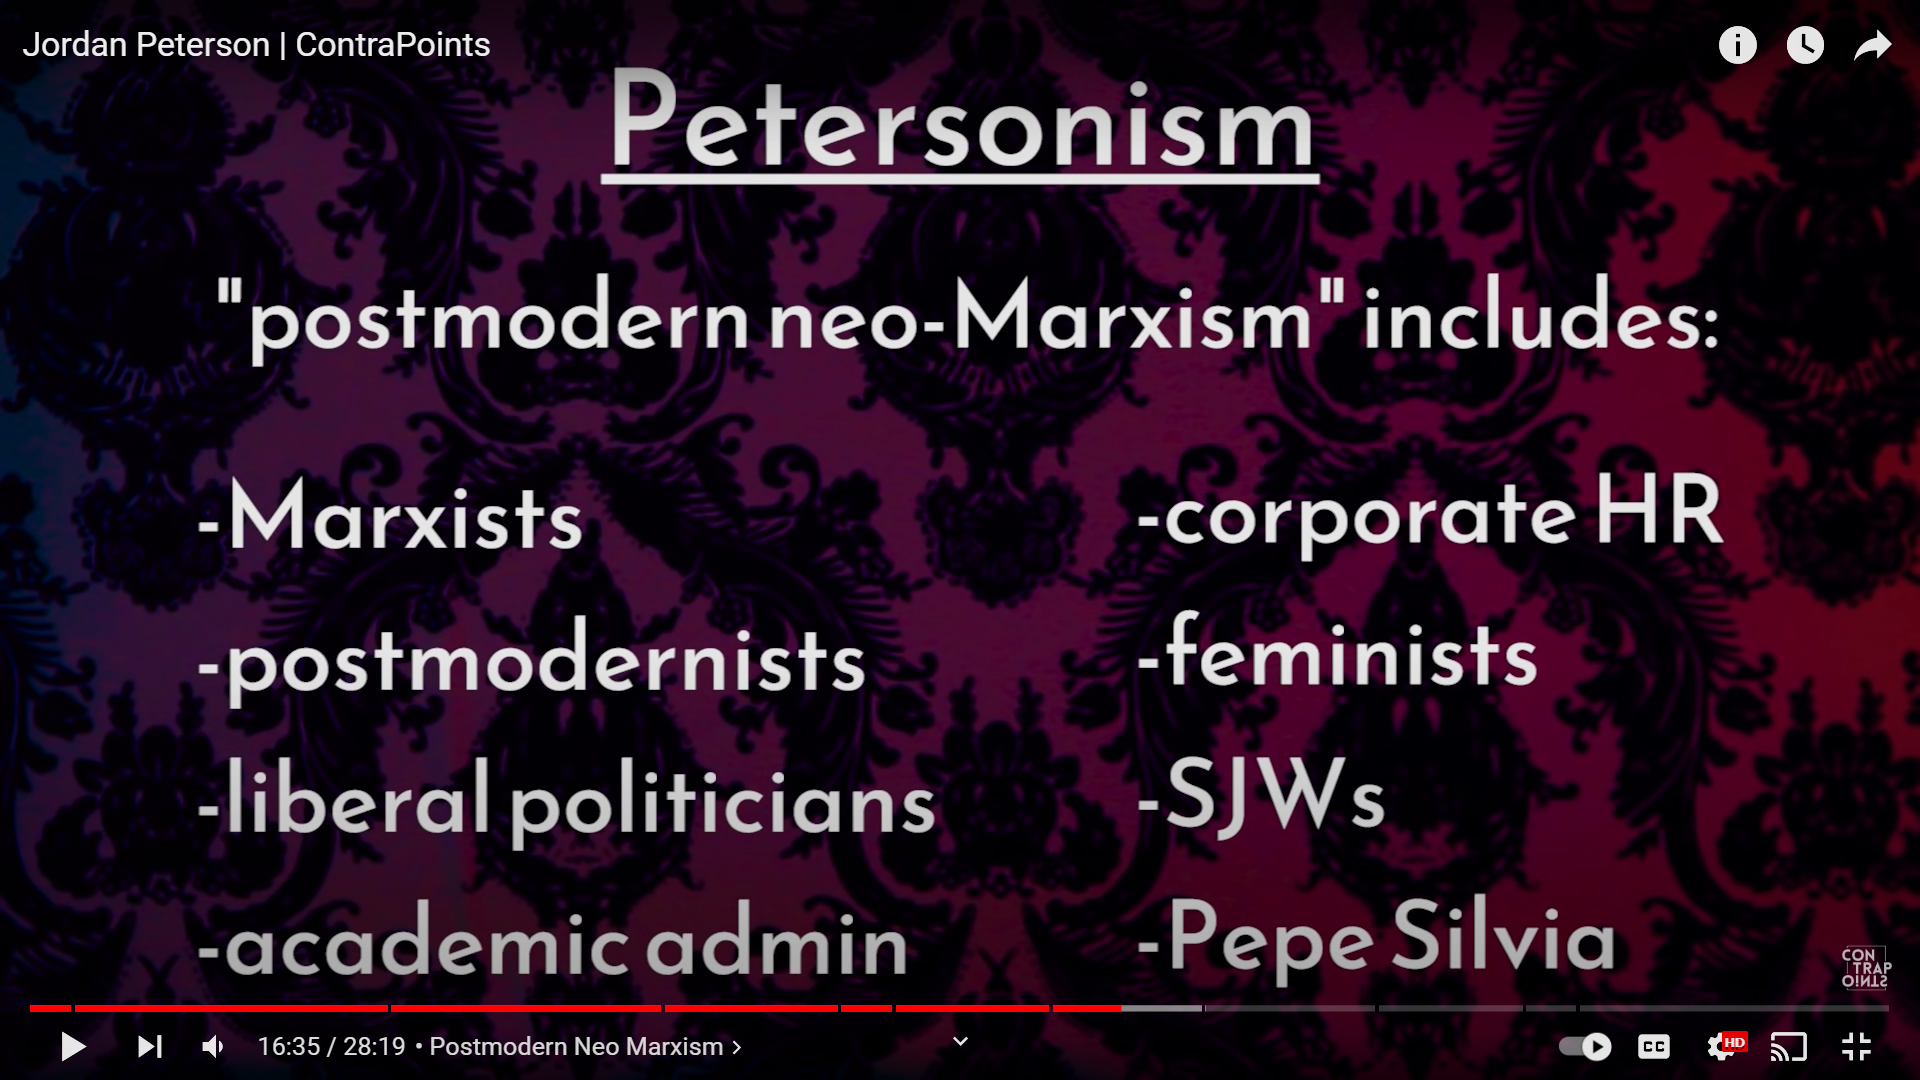 Jordan Peterson | ContraPoints
Petersonism
"postmodern neo-Marxism" includes:
-Marxists
-postmodernists
-liberal politicians
-academic admin
-corporate HR
-feminists
-SJWs
-Pepe Silvia
CON
TRAP
OINTS
16:35 / 28:19 • Postmodern Neo Marxism
CC
HD